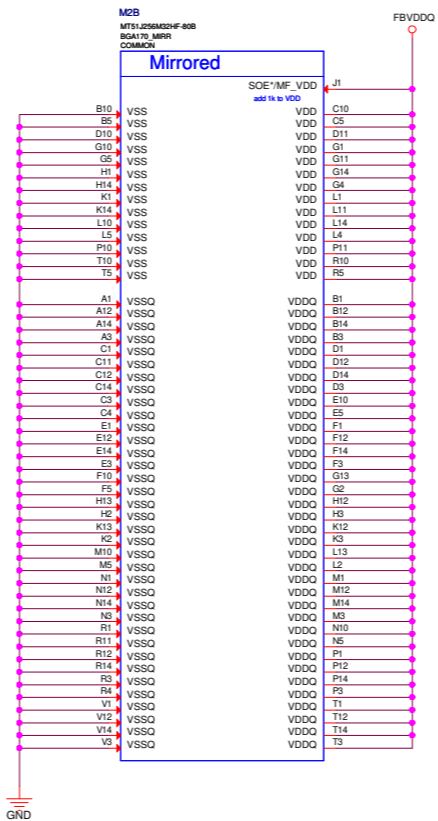 M2B
FBVDDQ
MT51J256M32HF-80B
BGA170_MIRR
COMMON
Mirrored
SOE*/MF_VDD J1
add 1k to VDD
B10 VSS VDD C10
B5 VSS VDD C5
D10 VSS VDD D11
G10 VSS VDD G1
G5 VSS VDD G11
H1 VSS VDD G14
H14 VSS VDD G4
K1 VSS VDD L1
K14 VSS VDD L11
L10 VSS VDD L14
L5 VSS VDD L4
P10 VSS VDD P11
T10 VSS VDD R10
T5 VSS VDD R5
A1 VSSQ VDDQ B1
A12 VSSQ VDDQ B12
A14 VSSQ VDDQ B14
A3 VSSQ VDDQ B3
C1 VSSQ VDDQ D1
C11 VSSQ VDDQ D12
C12 VSSQ VDDQ D14
C14 VSSQ VDDQ D3
C3 VSSQ VDDQ E10
C4 VSSQ VDDQ E5
E1 VSSQ VDDQ F1
E12 VSSQ VDDQ F12
E14 VSSQ VDDQ F14
E3 VSSQ VDDQ F3
F10 VSSQ VDDQ G13
F5 VSSQ VDDQ G2
H13 VSSQ VDDQ H12
H2 VSSQ VDDQ H3
K13 VSSQ VDDQ K12
K2 VSSQ VDDQ K3
M10 VSSQ VDDQ L13
M5 VSSQ VDDQ L2
N1 VSSQ VDDQ M1
N12 VSSQ VDDQ M12
N14 VSSQ VDDQ M14
N3 VSSQ VDDQ M3
R1 VSSQ VDDQ N10
R11 VSSQ VDDQ N5
R12 VSSQ VDDQ P1
R14 VSSQ VDDQ P12
R3 VSSQ VDDQ P14
R4 VSSQ VDDQ P3
V1 VSSQ VDDQ T1
V12 VSSQ VDDQ T12
V14 VSSQ VDDQ T14
V3 VSSQ VDDQ T3
GND